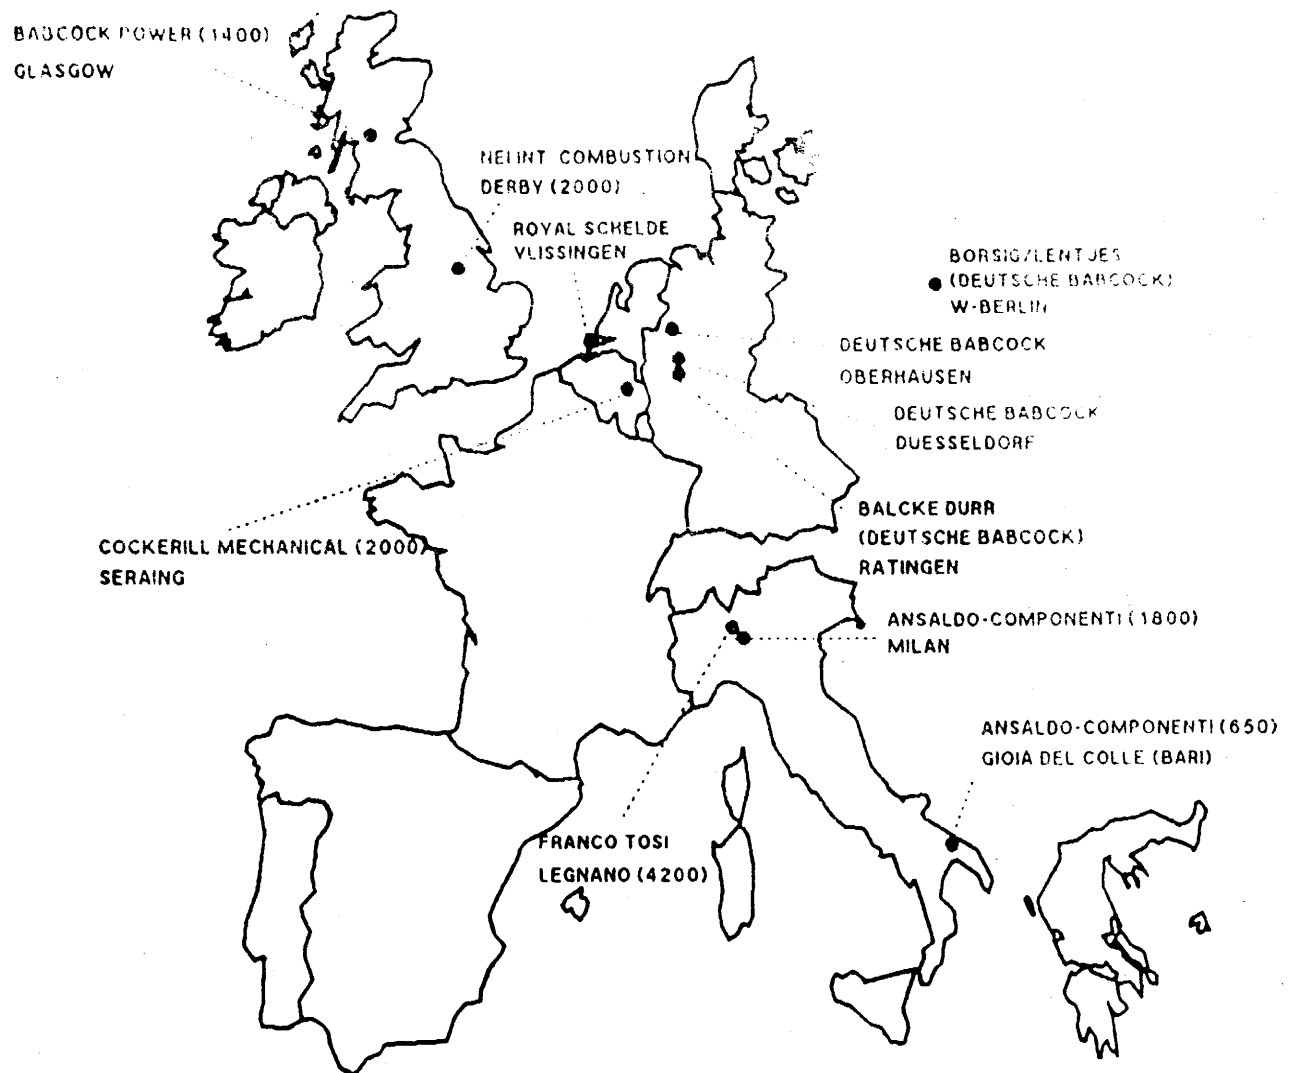 BABCOCK POWER (1400)
GLASGOW
NEI INT COMBUSTION
DERBY (2000)
ROYAL SCHELDE
VLISSINGEN
BORSIG/LENTJES
(DEUTSCHE BABCOCK)
W-BERLIN
DEUTSCHE BABCOCK
OBERHAUSEN
DEUTSCHE BABCOCK
DUESSELDORF
BALCKE DURR
(DEUTSCHE BABCOCK)
RATINGEN
COCKERILL MECHANICAL (2000)
SERAING
ANSALDO-COMPONENTI (1800)
MILAN
ANSALDO-COMPONENTI (650)
GIOIA DEL COLLE (BARI)
FRANCO TOSI
LEGNANO (4200)